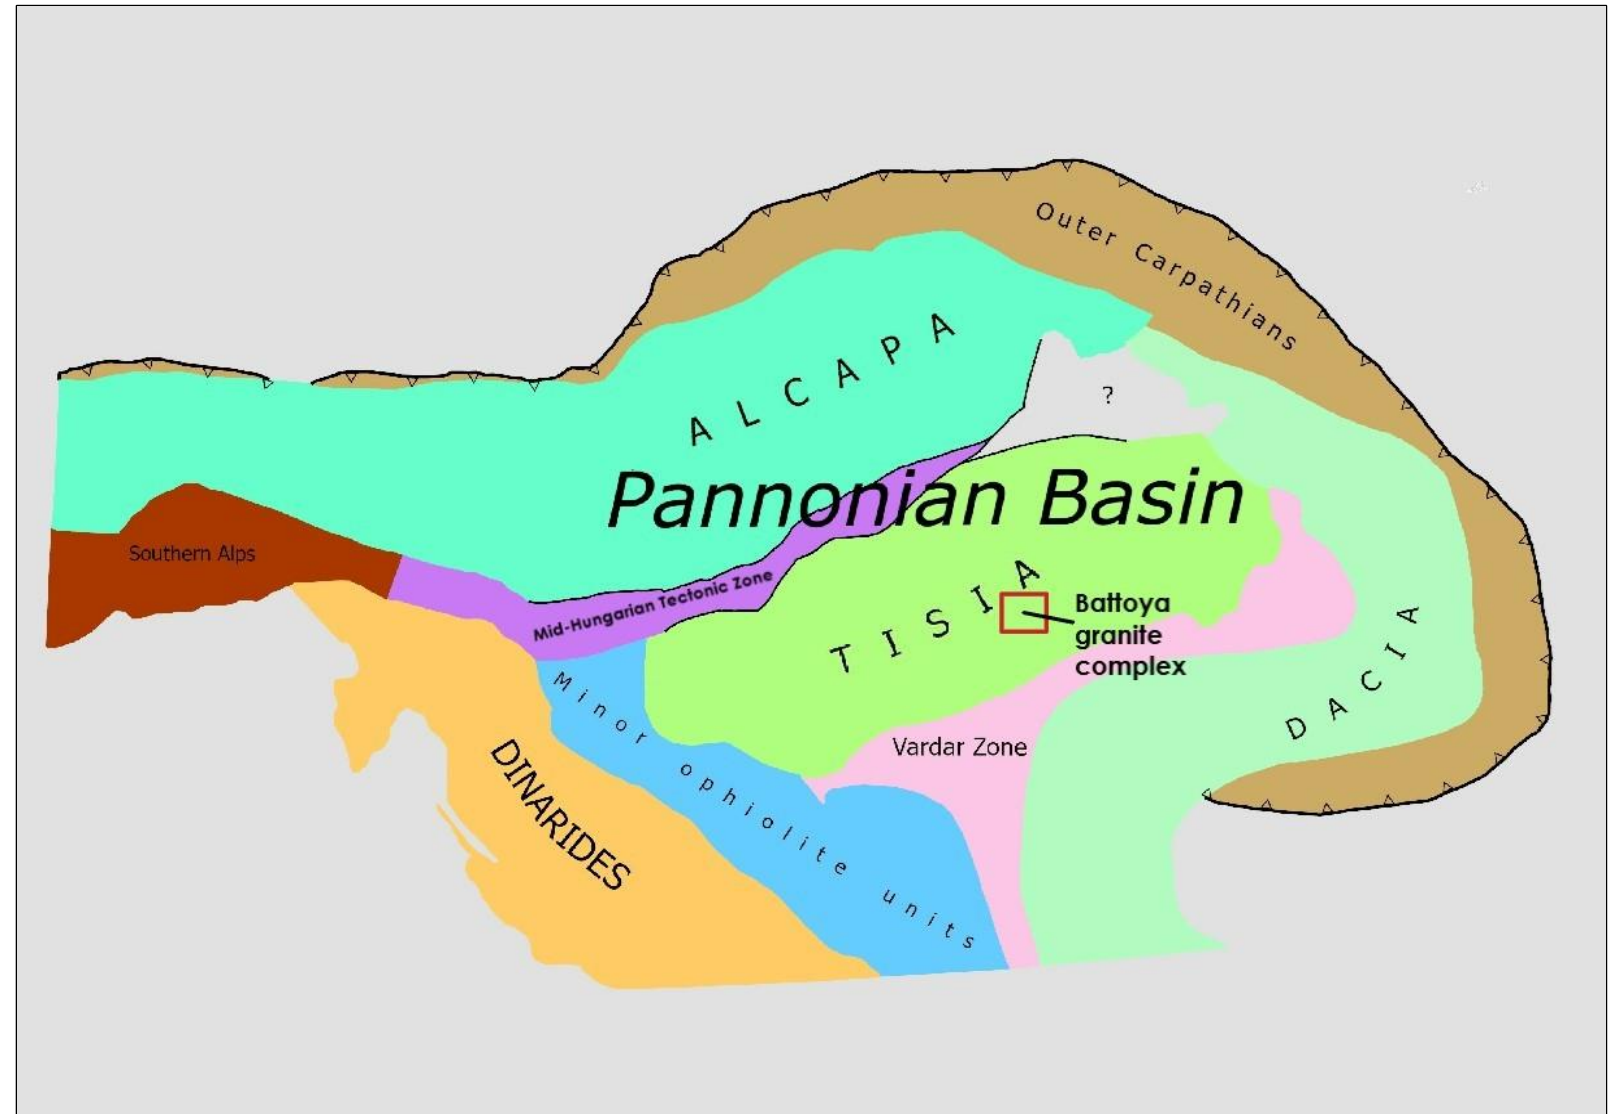 Outer Carpathians
ALCAPA
?
Pannonian Basin
Southern Alps
Mid-Hungarian Tectonic Zone
TISIA
Battoya
granite
complex
DACIA
Minor ophiolite units
Vardar Zone
DINARIDES